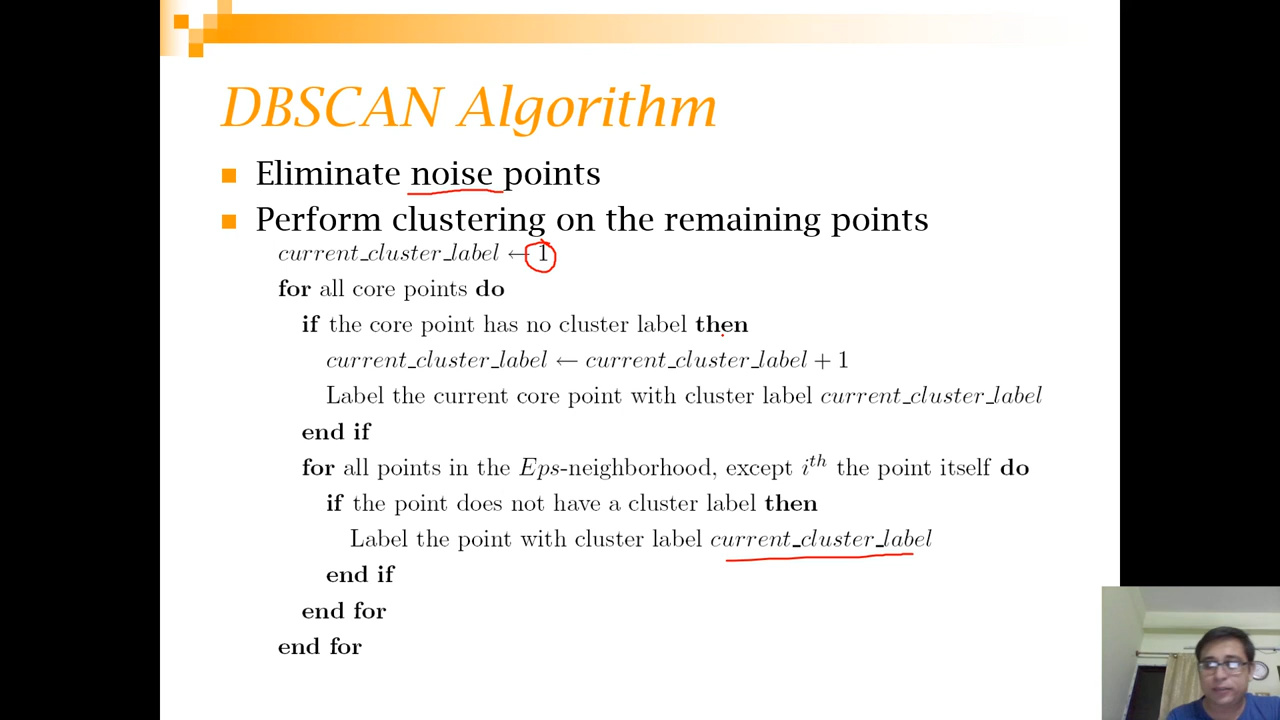 DBSCAN Algorithm
Eliminate noise points
Perform clustering on the remaining points
current_cluster_label ← 1
for all core points do
if the core point has no cluster label then
current_cluster_label ← current_cluster_label + 1
Label the current core point with cluster label current_cluster_label
end if
for all points in the Eps-neighborhood, except i^th the point itself do
if the point does not have a cluster label then
Label the point with cluster label current_cluster_label
end if
end for
end for